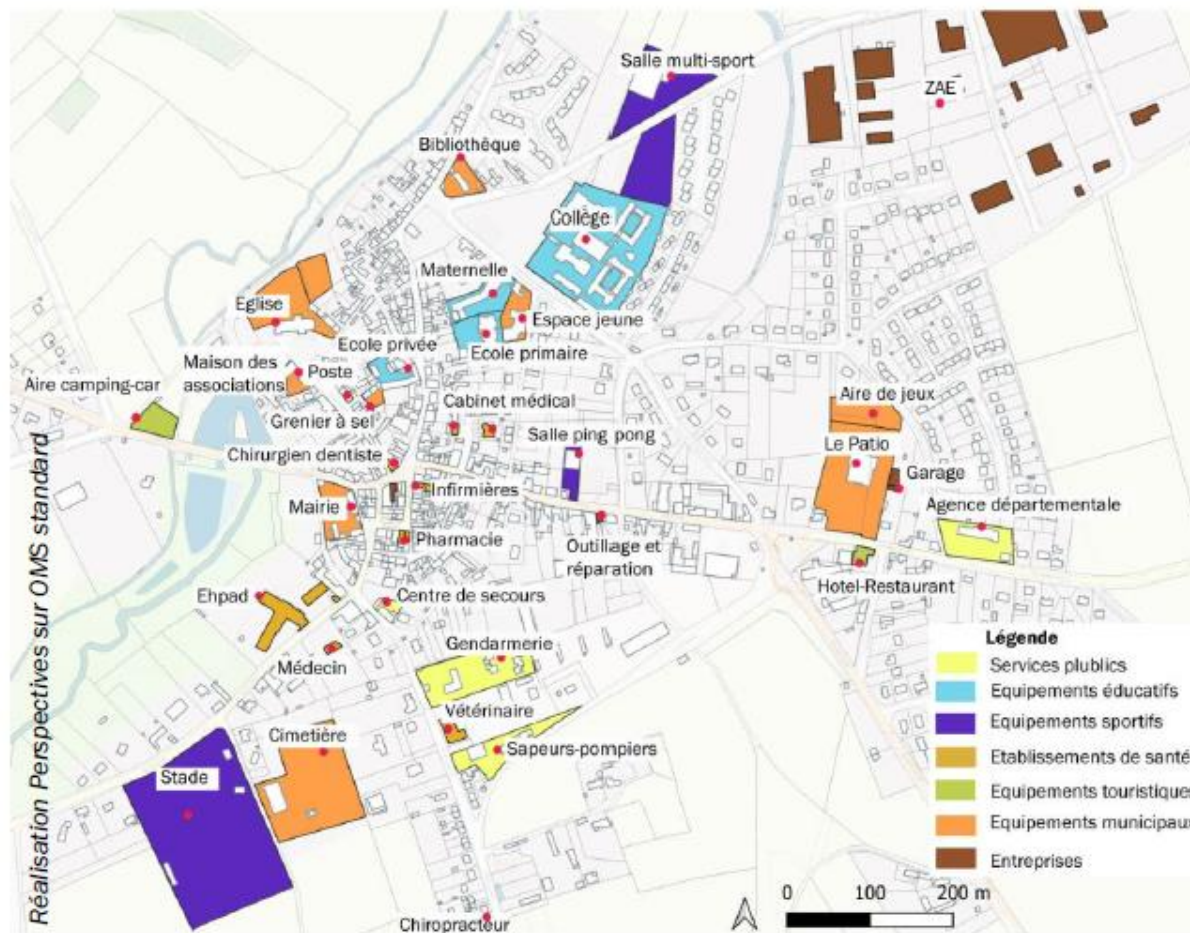 Salle multi-sport
ZAE
Bibliothêque
Collège
Maternelle
Eglise
Espace jeune
Ecole privée
Ecole primaire
Maison des
associations
Poste
Aire camping-car
Aire de jeux
Grenier à sel
Cabinet médical
Salle ping pong
Le Patio
Chirurgien dentiste
Garage
Infirmières
Agence départementale
Mairie
Pharmacie
Outillage et
réparation
Hotel-Restaurant
Ehpad
Centre de secours
Gendarmerie
Médecin
Vétérinaire
Cimetière
Sapeurs-pompiers
Stade
Chiropracteur
Légende
Services plublics
Equipements éducatifs
Equipements sportifs
Etablissements de santé
Equipements touristiques
Equipements municipaux
Entreprises
0 100 200 m
Réalisation Perspectives sur OMS standard